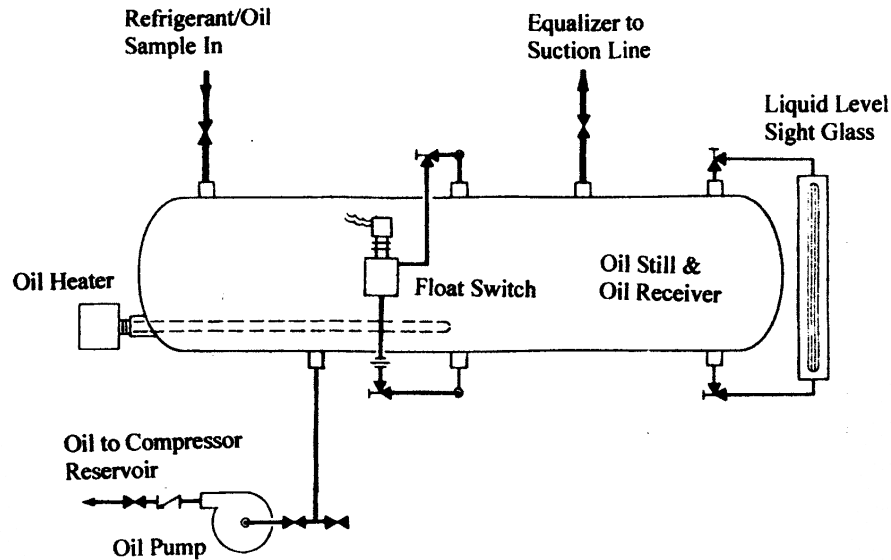 Refrigerant/Oil
Sample In
Equalizer to
Suction Line
Liquid Level
Sight Glass
Oil Heater
Float Switch
Oil Still &
Oil Receiver
Oil to Compressor
Reservoir
Oil Pump